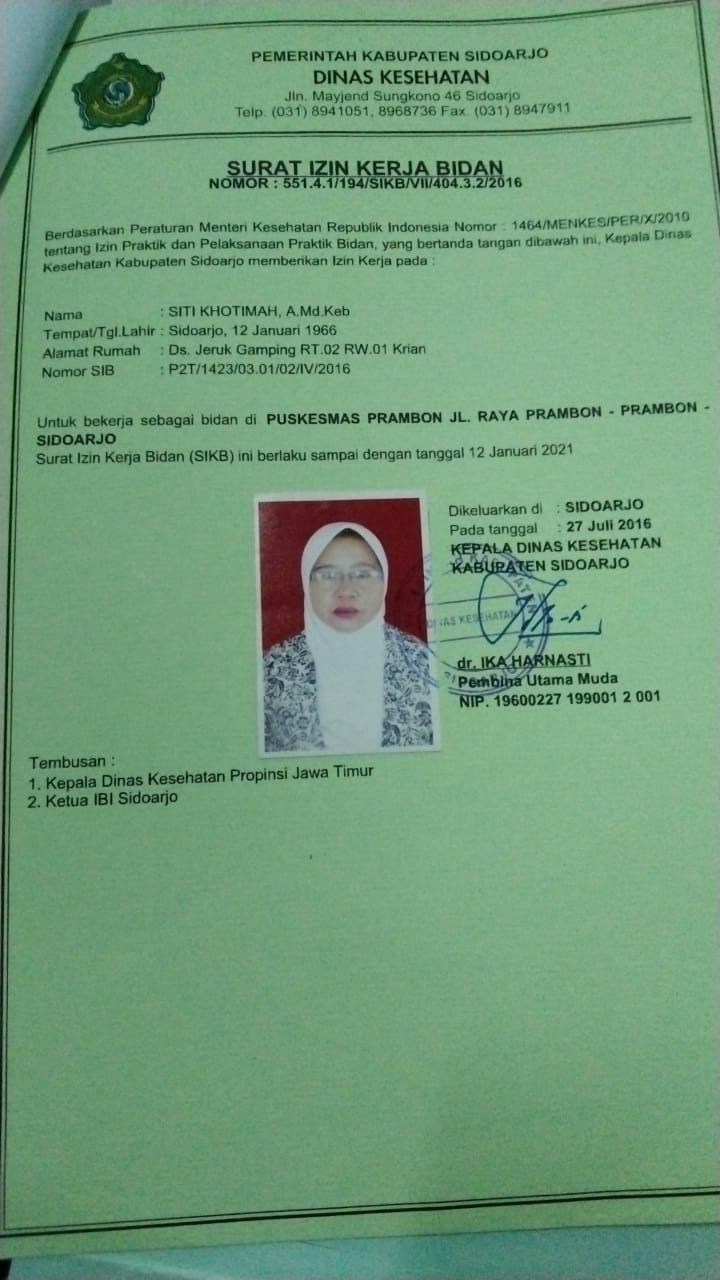 PEMERINTAH KABUPATEN SIDOARJO
DINAS KESEHATAN
Jln. Mayjend Sungkono 46 Sidoarjo
Telp. (031) 8941051, 8968736 Fax. (031) 8947911
SURAT IZIN KERJA BIDAN
NOMOR : 551.4.1/194/SIKB/VII/404.3.2/2016
Berdasarkan Peraturan Menteri Kesehatan Republik Indonesia Nomor : 1464/MENKES/PER/X/2010
tentang Izin Praktik dan Pelaksanaan Praktik Bidan, yang bertanda tangan dibawah ini, Kepala Dinas
Kesehatan Kabupaten Sidoarjo memberikan Izin Kerja pada :
Nama : SITI KHOTIMAH, A.Md.Keb
Tempat/Tgl.Lahir : Sidoarjo, 12 Januari 1966
Alamat Rumah : Ds. Jeruk Gamping RT.02 RW.01 Krian
Nomor SIB : P2T/1423/03.01/02/IV/2016
Untuk bekerja sebagai bidan di PUSKESMAS PRAMBON JL. RAYA PRAMBON - PRAMBON -
SIDOARJO
Surat Izin Kerja Bidan (SIKB) ini berlaku sampai dengan tanggal 12 Januari 2021
Dikeluarkan di : SIDOARJO
Pada tanggal : 27 Juli 2016
KEPALA DINAS KESEHATAN
KABUPATEN SIDOARJO
DINAS KESEHATAN
dr. IKA HARNASTI
Pembina Utama Muda
NIP. 19600227 199001 2 001
Tembusan :
1. Kepala Dinas Kesehatan Propinsi Jawa Timur
2. Ketua IBI Sidoarjo